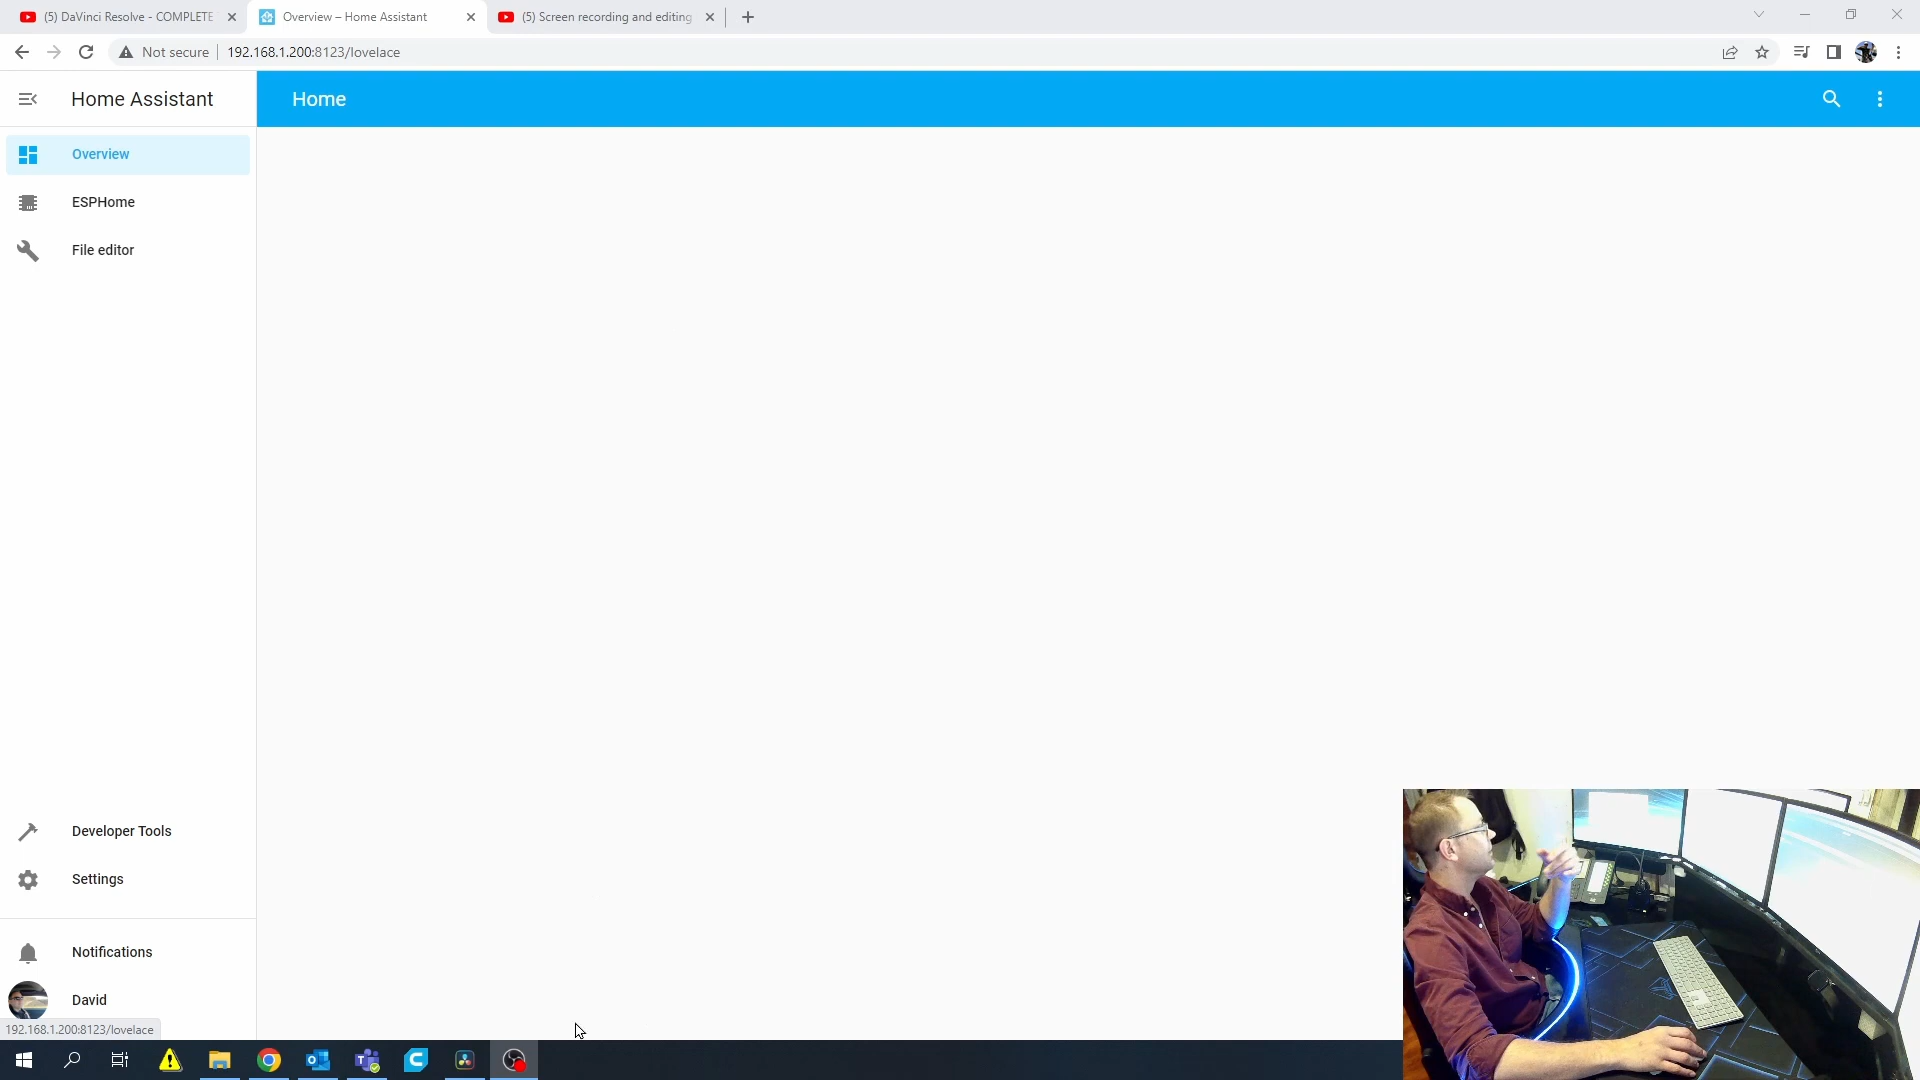 (5) DaVinci Resolve - COMPLETE
Overview – Home Assistant
(5) Screen recording and editing
Not secure
192.168.1.200:8123/lovelace
Home Assistant
Home
Overview
ESPHome
File editor
Developer Tools
Settings
Notifications
David
192.168.1.200:8123/lovelace